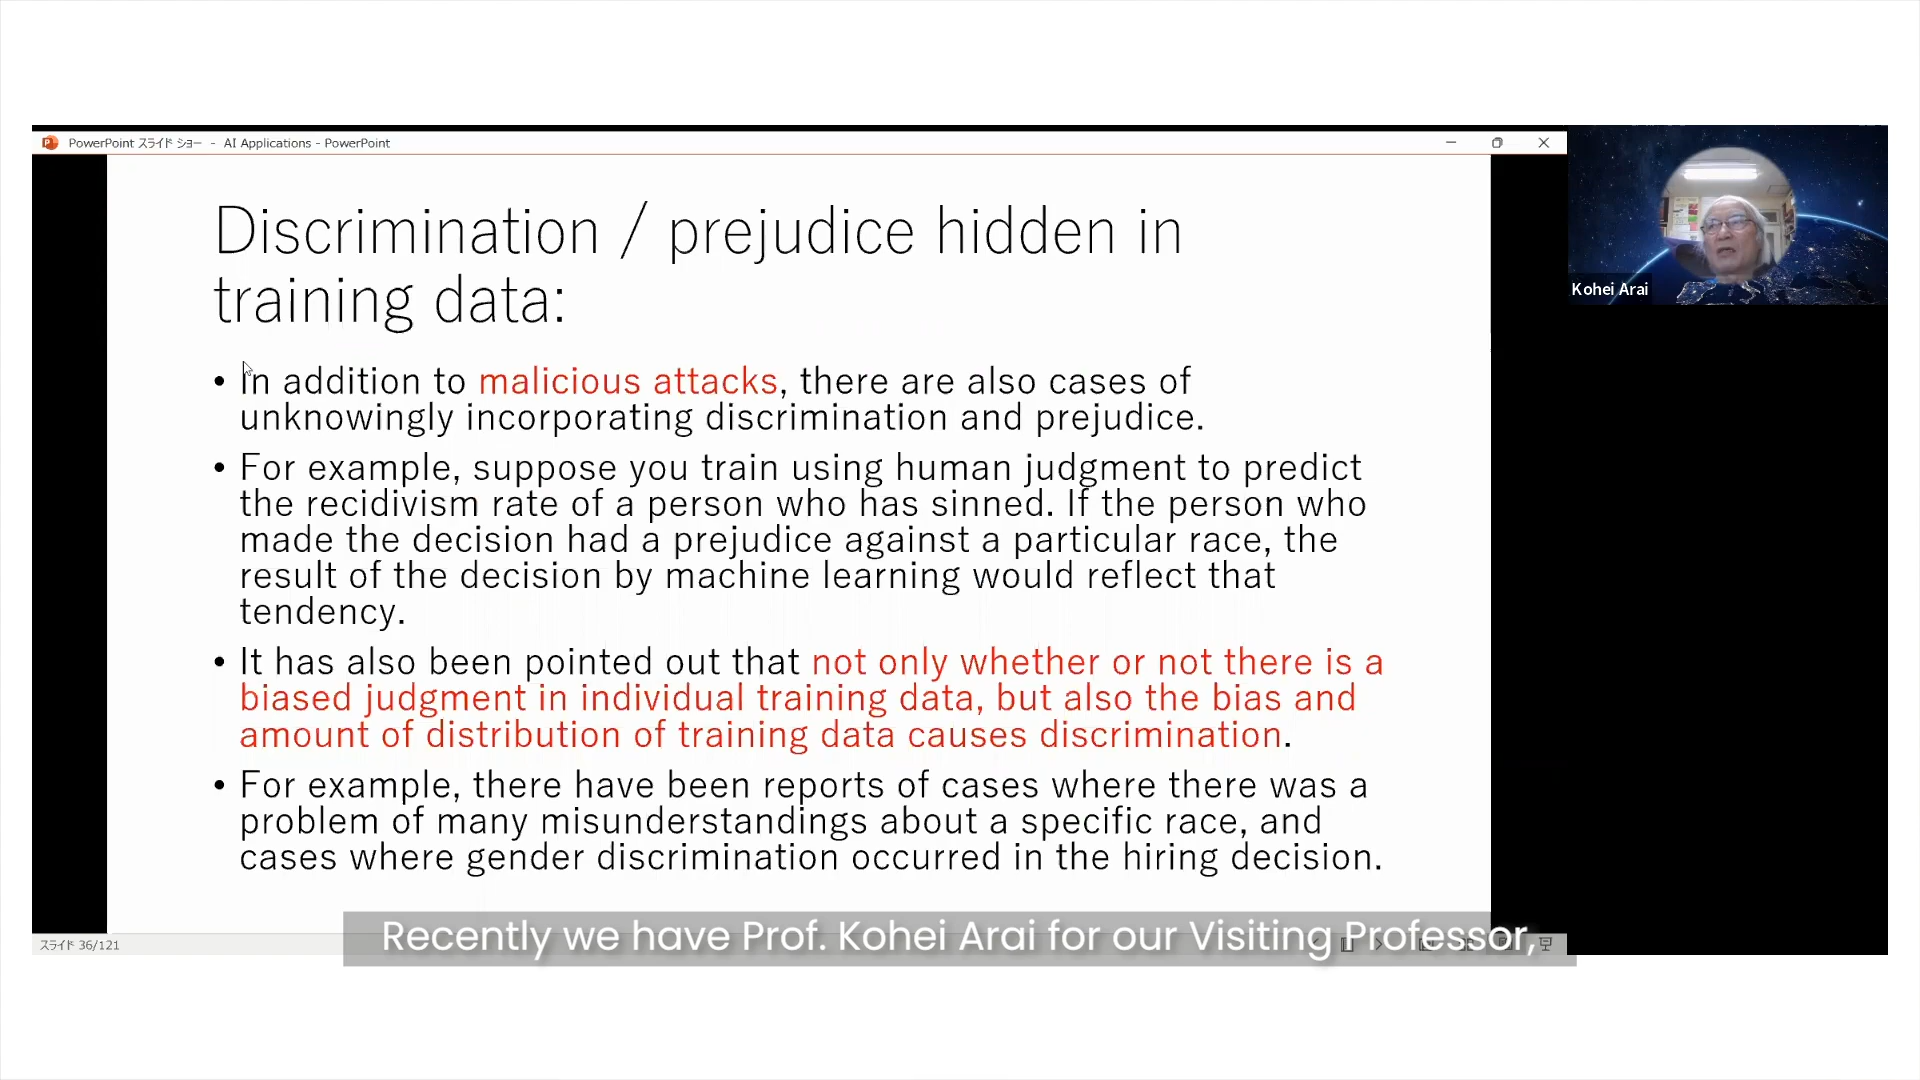 PowerPoint スライド ショー - AI Applications - PowerPoint
Discrimination / prejudice hidden in
training data:
• In addition to malicious attacks, there are also cases of
unknowingly incorporating discrimination and prejudice.
• For example, suppose you train using human judgment to predict
the recidivism rate of a person who has sinned. If the person who
made the decision had a prejudice against a particular race, the
result of the decision by machine learning would reflect that
tendency.
• It has also been pointed out that not only whether or not there is a
biased judgment in individual training data, but also the bias and
amount of distribution of training data causes discrimination.
• For example, there have been reports of cases where there was a
problem of many misunderstandings about a specific race, and
cases where gender discrimination occurred in the hiring decision.
Kohei Arai
スライド 36/121
Recently we have Prof. Kohei Arai for our Visiting Professor,